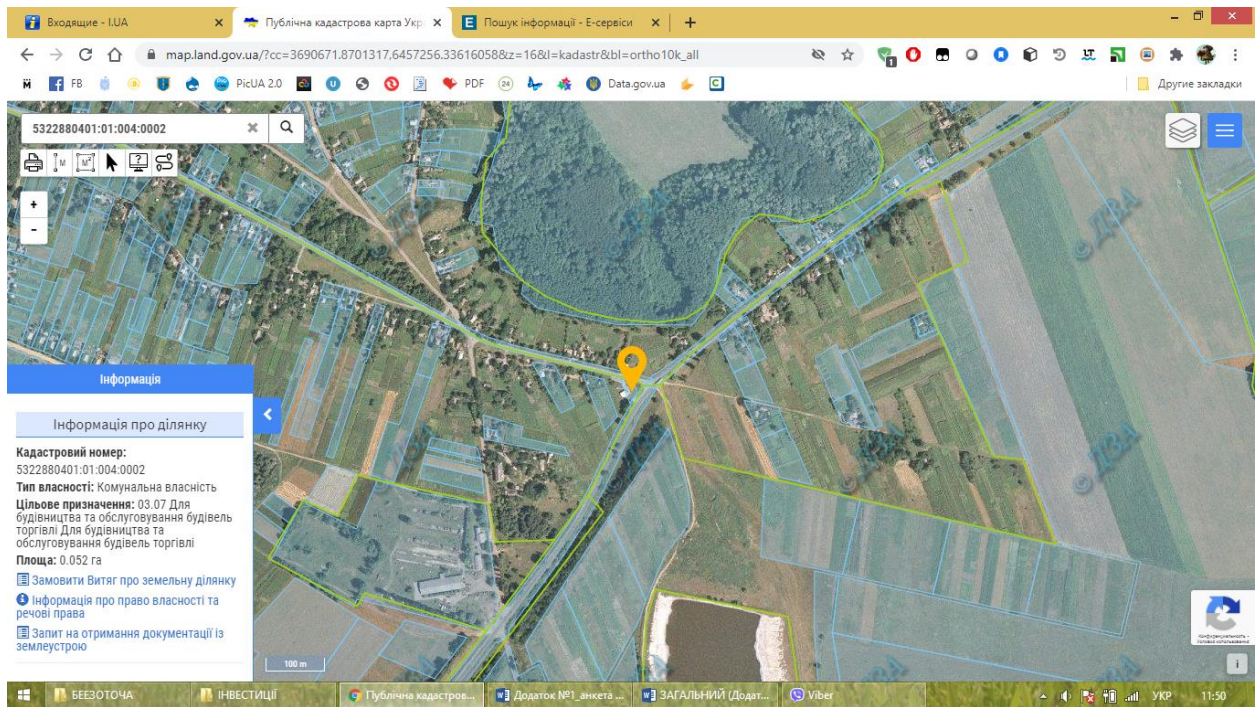 Входящие - I.UA
Публічна кадастрова карта Укр
Пошук інформації - Е-сервіси
map.land.gov.ua/?cc=3690671.8701317,6457256.33616058&z=16&l=kadastr&bl=ortho10k_all
FB
PicUA 2.0
PDF
24
Data.gov.ua
Другие закладки
5322880401:01:004:0002
+
-
© ДЗА
© ДЗА
Інформація
Інформація про ділянку
Кадастровий номер:
5322880401:01:004:0002
Тип власності: Комунальна власність
Цільове призначення: 03.07 Для
будівництва та обслуговування будівель
торгівлі Для будівництва та
обслуговування будівель торгівлі
Площа: 0.052 га
Замовити Витяг про земельну ділянку
Інформація про право власності та
речові права
Запит на отримання документації із
землеустрою
100 m
Конфиденциальность -
БЕЕЗОТОЧА
ІНВЕСТИЦІЇ
Публічна кадастров...
Додаток №1_анкета ...
ЗАГАЛЬНИЙ (Додат...
Viber
УКР
11:50